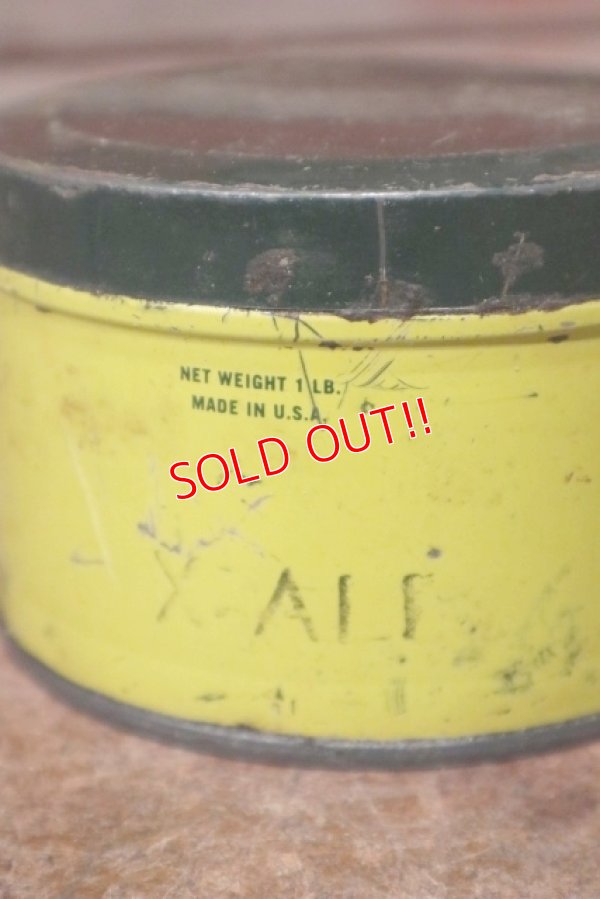 NET WEIGHT 1 LB.
MADE IN U.S.A.
SOLD OUT!!